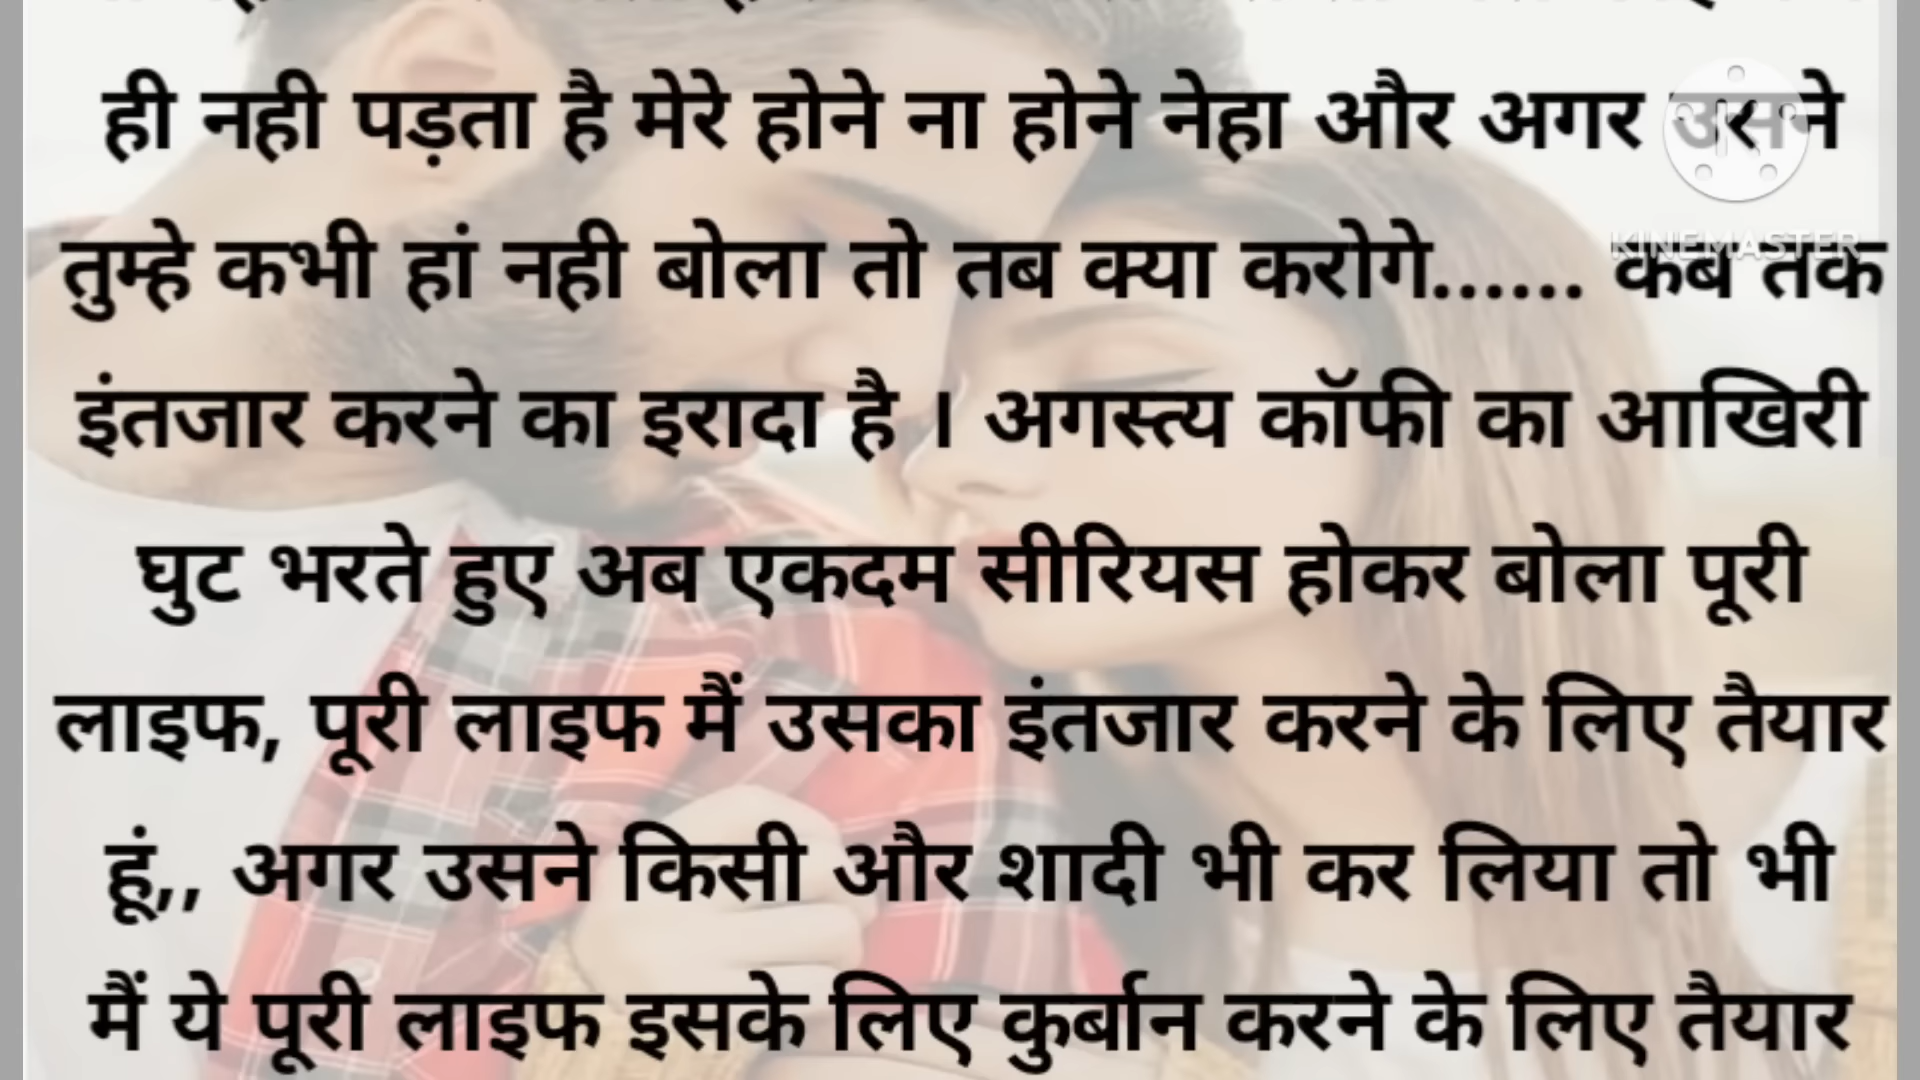 ही नही पड़ता है मेरे होने ना होने नेहा और अगर उसने
तुम्हे कभी हां नही बोला तो तब क्या करोगे...... कब तक
KINEMASTER
इंतजार करने का इरादा है । अगस्त्य कॉफी का आखिरी
घुट भरते हुए अब एकदम सीरियस होकर बोला पूरी
लाइफ, पूरी लाइफ मैं उसका इंतजार करने के लिए तैयार
हूं,, अगर उसने किसी और शादी भी कर लिया तो भी
मैं ये पूरी लाइफ इसके लिए कुर्बान करने के लिए तैयार